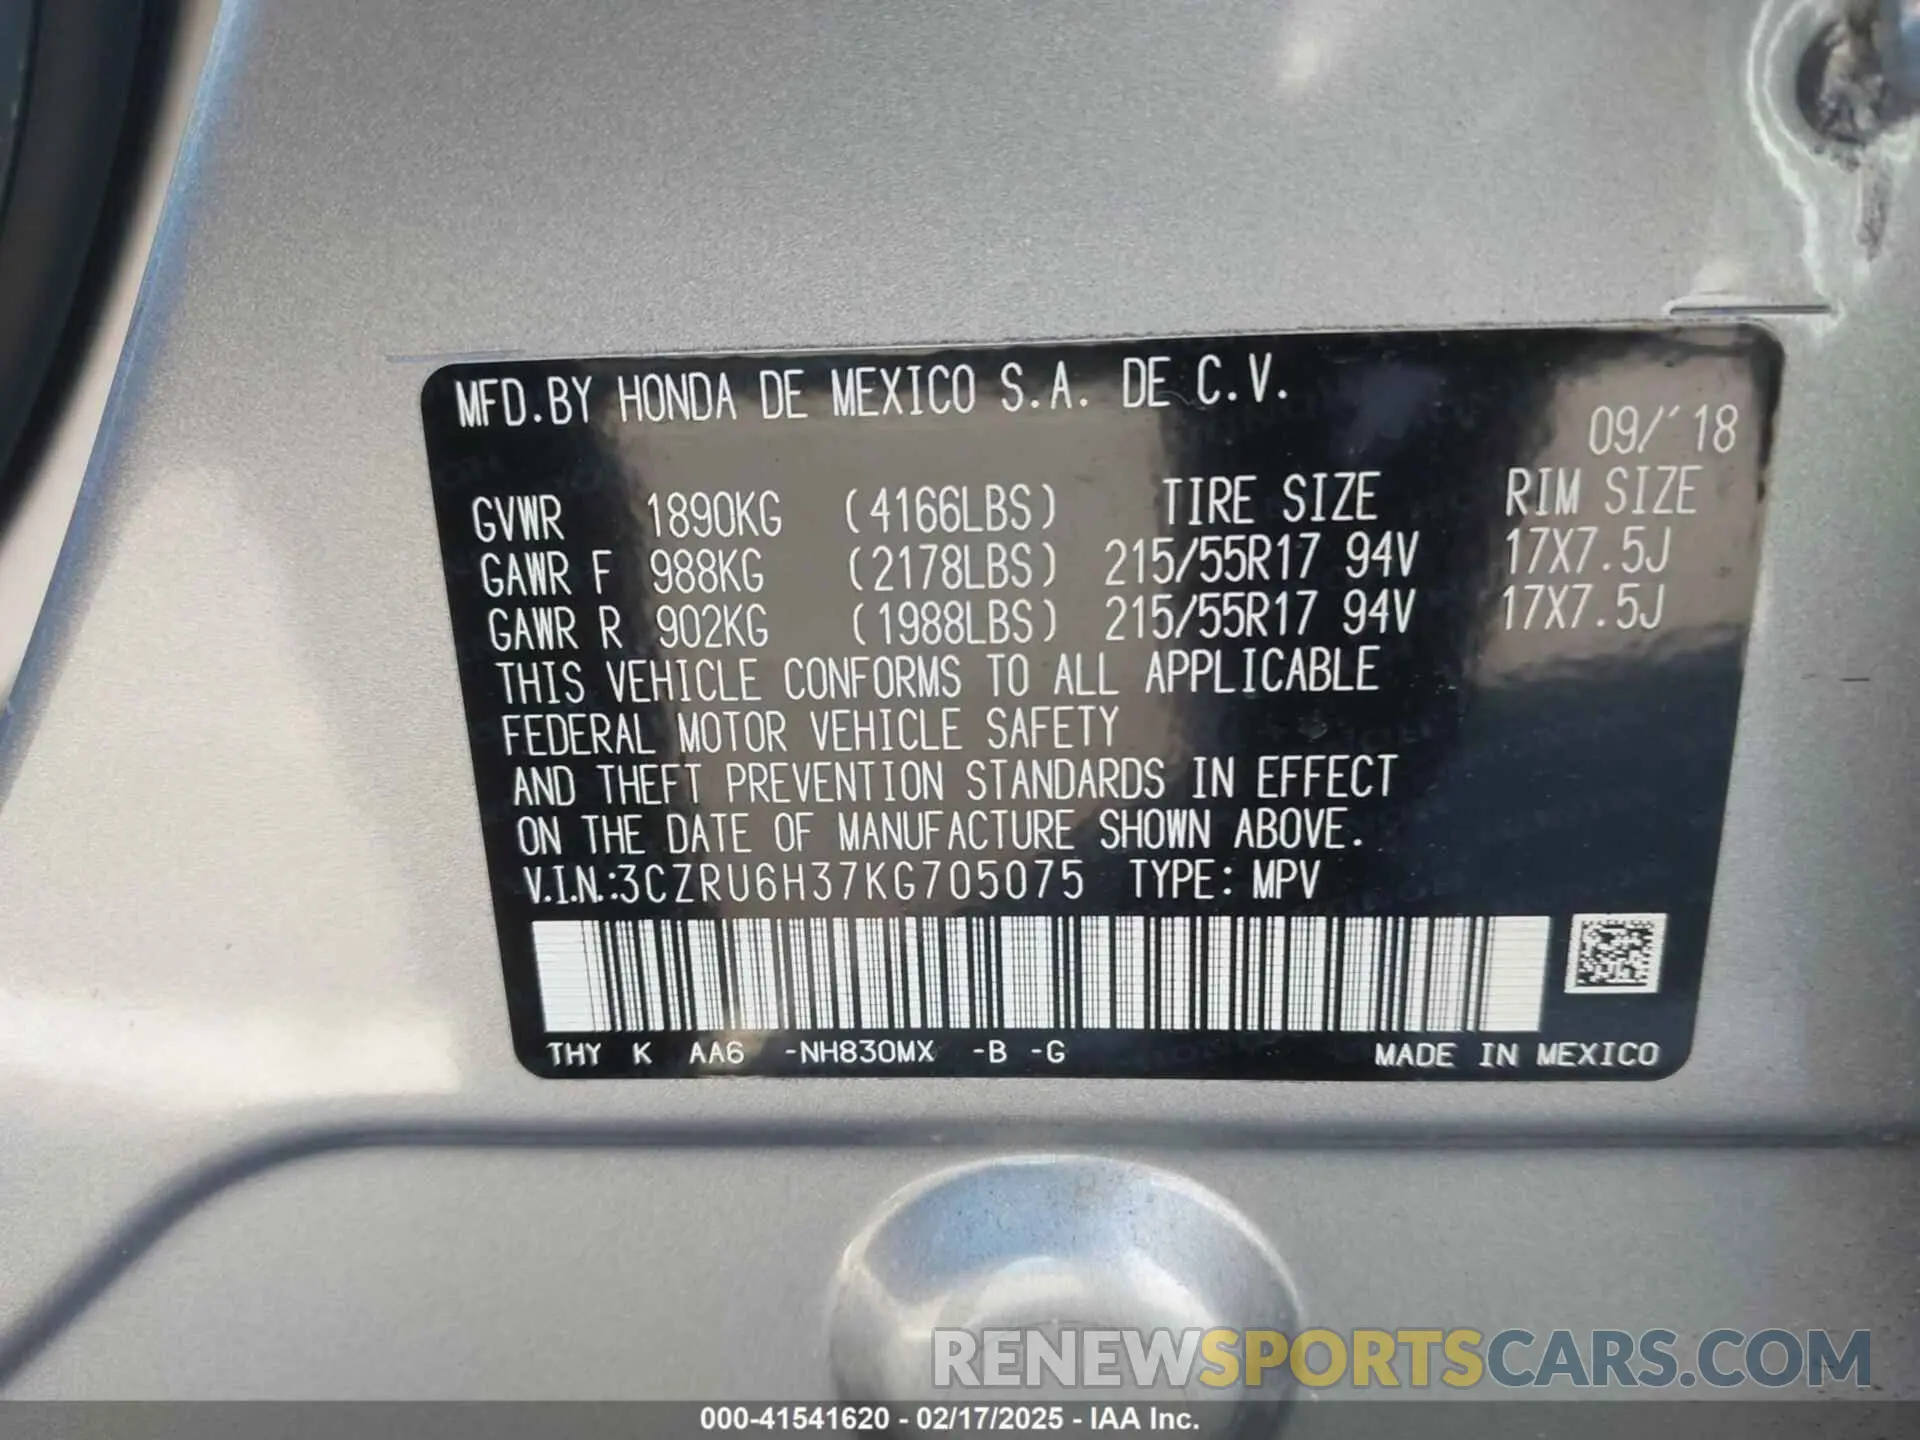 MFD.BY HONDA DE MEXICO S.A. DE C.V.
09/'18
GVWR 1890KG (4166LBS) TIRE SIZE RIM SIZE
GAWR F 988KG (2178LBS) 215/55R17 94V 17X7.5J
GAWR R 902KG (1988LBS) 215/55R17 94V 17X7.5J
THIS VEHICLE CONFORMS TO ALL APPLICABLE
FEDERAL MOTOR VEHICLE SAFETY
AND THEFT PREVENTION STANDARDS IN EFFECT
ON THE DATE OF MANUFACTURE SHOWN ABOVE.
V.I.N.:3CZRU6H37KG705075 TYPE: MPV
THY K AA6 -NH830MX -B -G MADE IN MEXICO
RENEWSPORTSCARS.COM
000-41541620 - 02/17/2025 - IAA Inc.